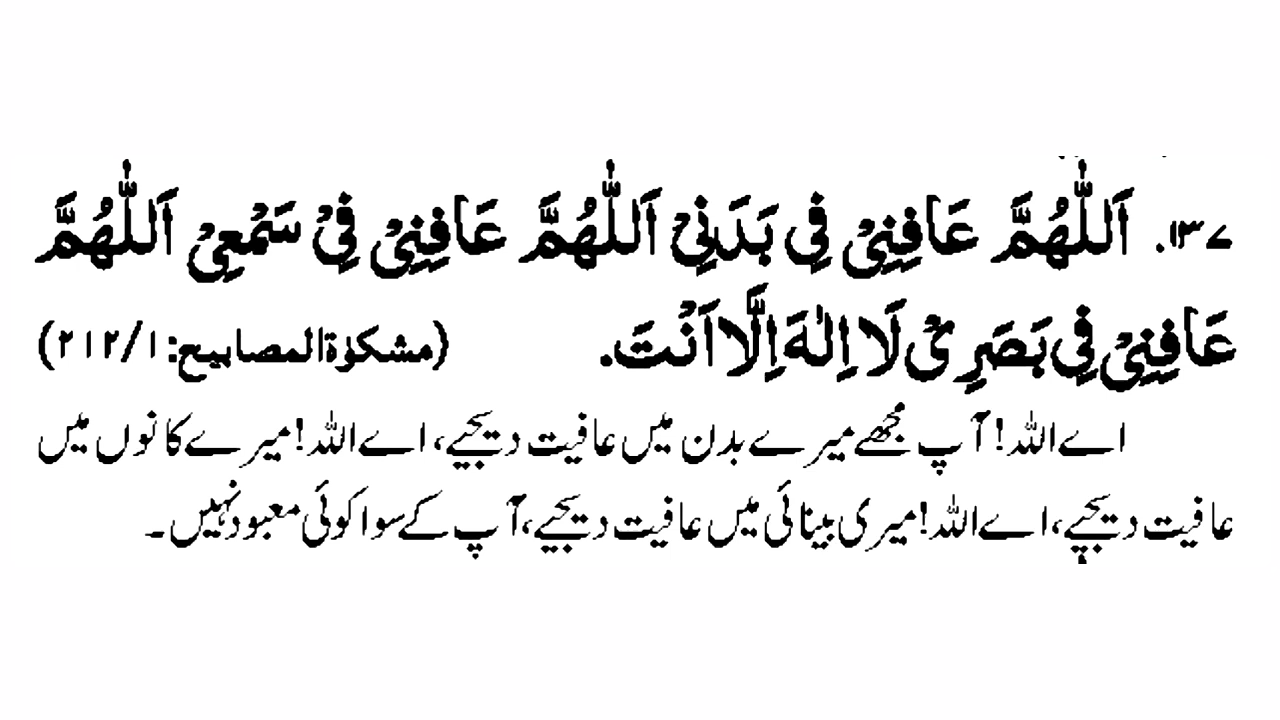 ۱۳۷. اَللّٰهُمَّ عَافِنِیْ فِی بَدَنِیْ اَللّٰهُمَّ عَافِنِیْ فِیْ سَمْعِیْ اَللّٰهُمَّ
عَافِنِیْ فِی بَصَرِیْ لَا اِلٰهَ اِلَّا اَنْتَ. (مشکوٰۃ المصابیح: ۱/۲۱۲)
اے اللہ! آپ مجھے میرے بدن میں عافیت دیجیے، اے اللہ! میرے کانوں میں
عافیت دیجیے، اے اللہ! میری بینائی میں عافیت دیجیے، آپ کے سوا کوئی معبود نہیں۔